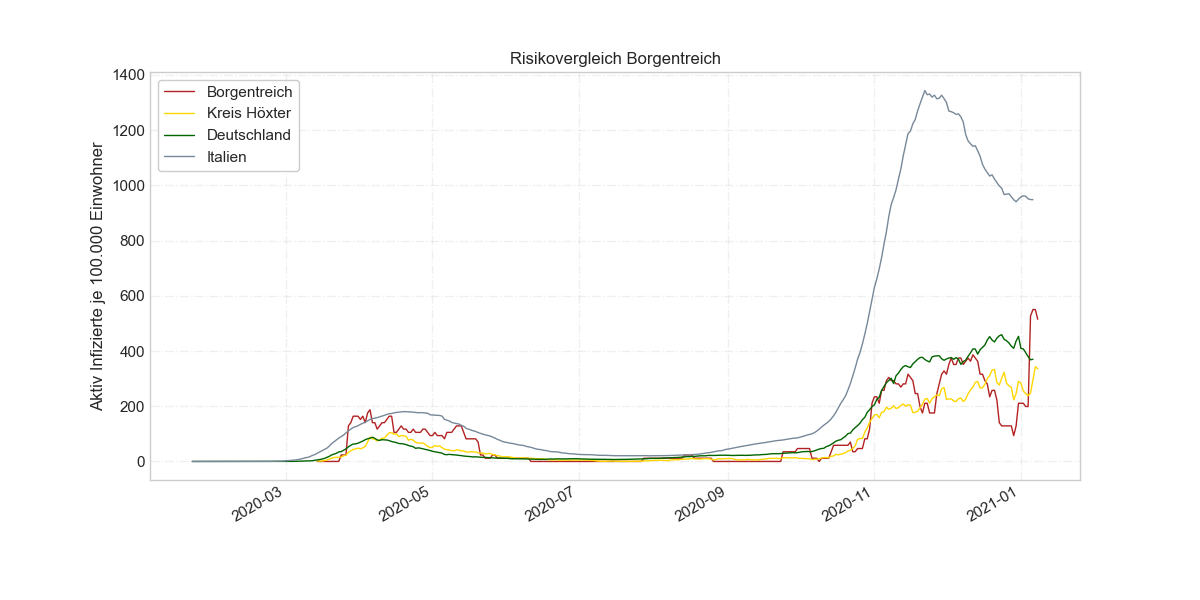 Risikovergleich Borgentreich
Aktiv Infizierte je 100.000 Einwohner
1400
1200
1000
800
600
400
200
0
Borgentreich
Kreis Höxter
Deutschland
Italien
2020-03
2020-05
2020-07
2020-09
2020-11
2021-01